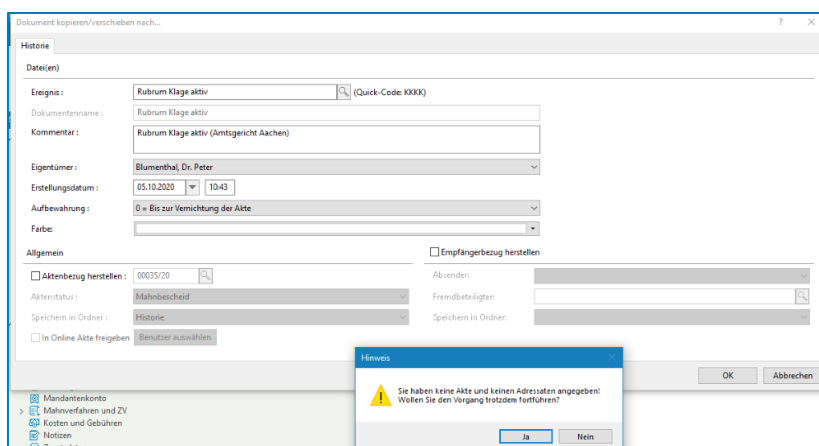 Dokument kopieren/verschieben nach...
Historie
Datei(en)
Ereignis :
Rubrum Klage aktiv
(Quick-Code: KKKK)
Dokumentenname :
Rubrum Klage aktiv
Kommentar :
Rubrum Klage aktiv (Amtsgericht Aachen)
Eigentümer :
Blumenthal, Dr. Peter
Erstellungsdatum :
05.10.2020
10:43
Aufbewahrung :
0 = Bis zur Vernichtung der Akte
Farbe:
Allgemein
Aktenbezug herstellen :
00035/20
Aktenstatus :
Mahnbescheid
Speichern in Ordner :
Historie
In Online Akte freigeben
Benutzer auswählen
Empfängerbezug herstellen
Absender:
Fremdbeteiligter:
Speichern in Ordner:
OK
Abbrechen
Hinweis
Sie haben keine Akte und keinen Adressaten angegeben!
Wollen Sie den Vorgang trotzdem fortführen?
Ja
Nein
Mandantenkonto
Mahnverfahren und ZV
Kosten und Gebühren
Notizen